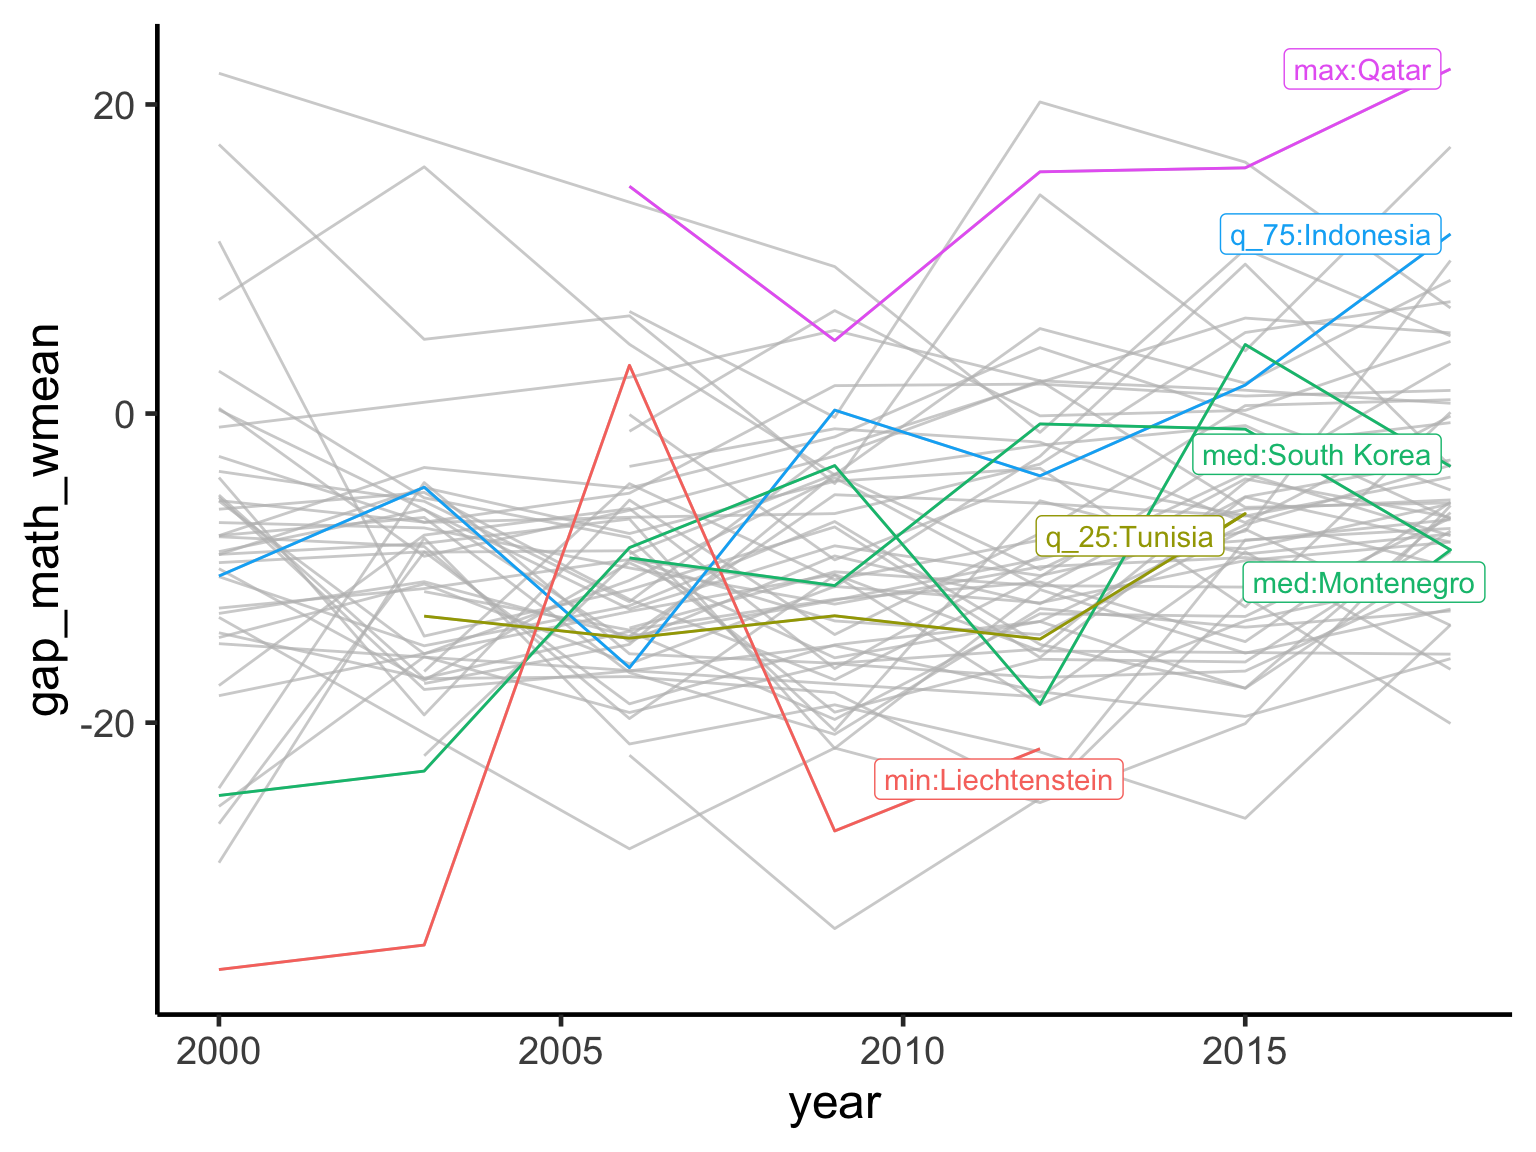 20
0
-20
gap_math_wmean
max:Qatar
q_75:Indonesia
med:South Korea
q_25:Tunisia
med:Montenegro
min:Liechtenstein
2000
2005
2010
2015
year